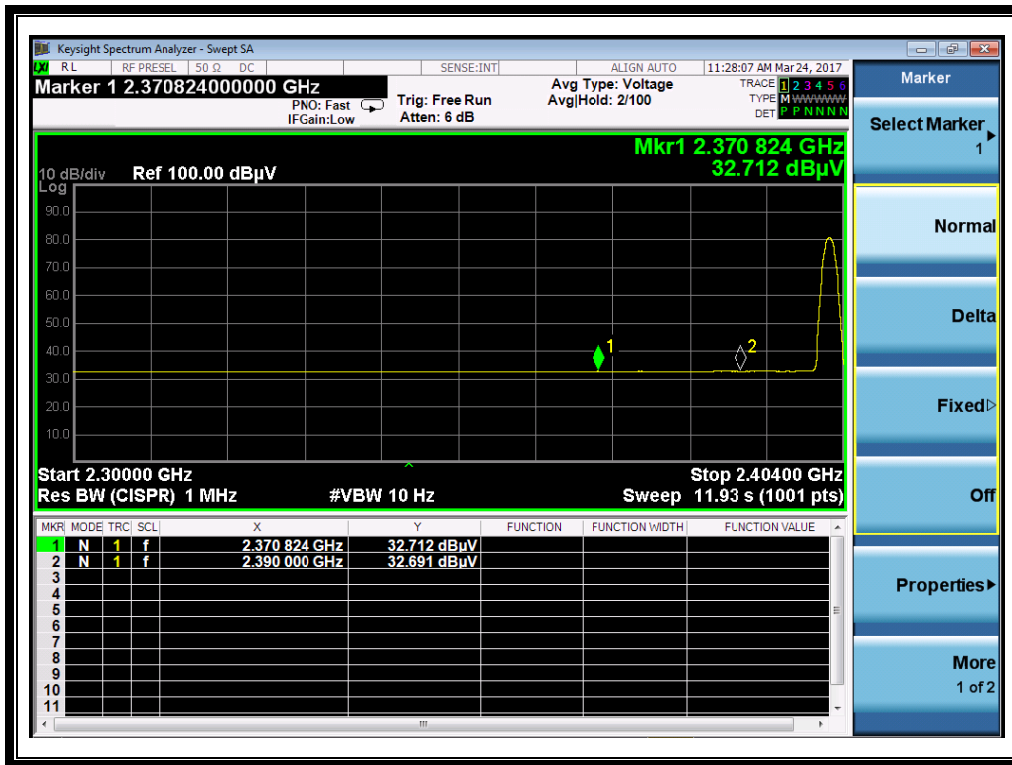 Keysight Spectrum Analyzer - Swept SA
LXI RL RF PRESEL 50 Ω DC SENSE:INT ALIGN AUTO 11:28:07 AM Mar 24, 2017
Marker 1 2.370824000000 GHz
PNO: Fast
IFGain:Low
Trig: Free Run
Atten: 6 dB
Avg Type: Voltage
Avg|Hold: 2/100
TRACE 1 2 3 4 5 6
TYPE M WWWWW
DET P P N N N N
Mkr1 2.370 824 GHz
32.712 dBµV
10 dB/div Ref 100.00 dBµV
Log
90.0
80.0
70.0
60.0
50.0
40.0
30.0
20.0
10.0
1
2
Start 2.30000 GHz Stop 2.40400 GHz
Res BW (CISPR) 1 MHz #VBW 10 Hz Sweep 11.93 s (1001 pts)
MKR MODE TRC SCL X Y FUNCTION FUNCTION WIDTH FUNCTION VALUE
1 N 1 f 2.370 824 GHz 32.712 dBµV
2 N 1 f 2.390 000 GHz 32.691 dBµV
3
4
5
6
7
8
9
10
11
Marker
Select Marker
1
Normal
Delta
Fixed
Off
Properties
More
1 of 2